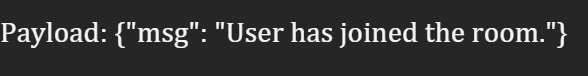 Payload: {"msg": "User has joined the room."}